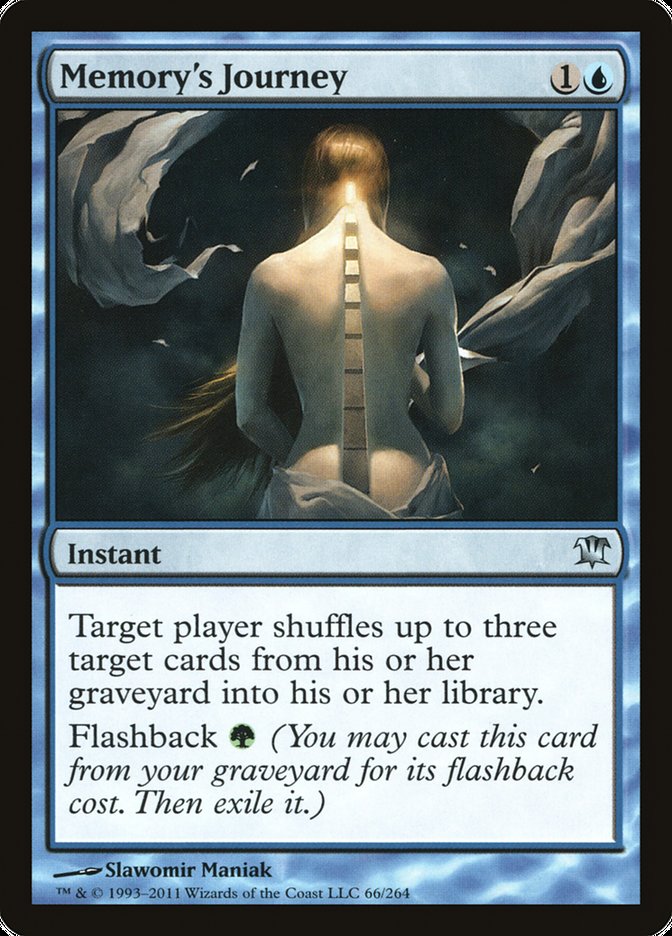 Memory's Journey 1
Instant
Target player shuffles up to three
target cards from his or her
graveyard into his or her library.
Flashback (You may cast this card
from your graveyard for its flashback
cost. Then exile it.)
Slawomir Maniak
™ & © 1993–2011 Wizards of the Coast LLC 66/264